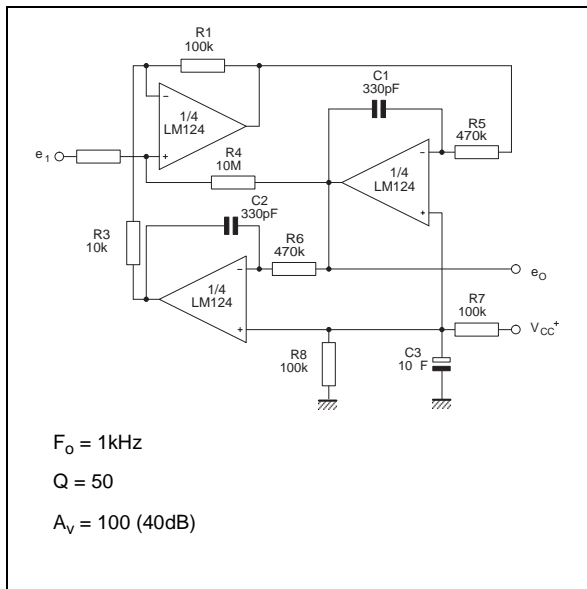 R1
100k
C1
330pF
1/4
LM124
R5
470k
e1
R4
10M
1/4
LM124
C2
330pF
R3
10k
R6
470k
eO
1/4
LM124
R7
100k
VCC+
R8
100k
C3
10 F
Fo = 1kHz
Q = 50
Av = 100 (40dB)